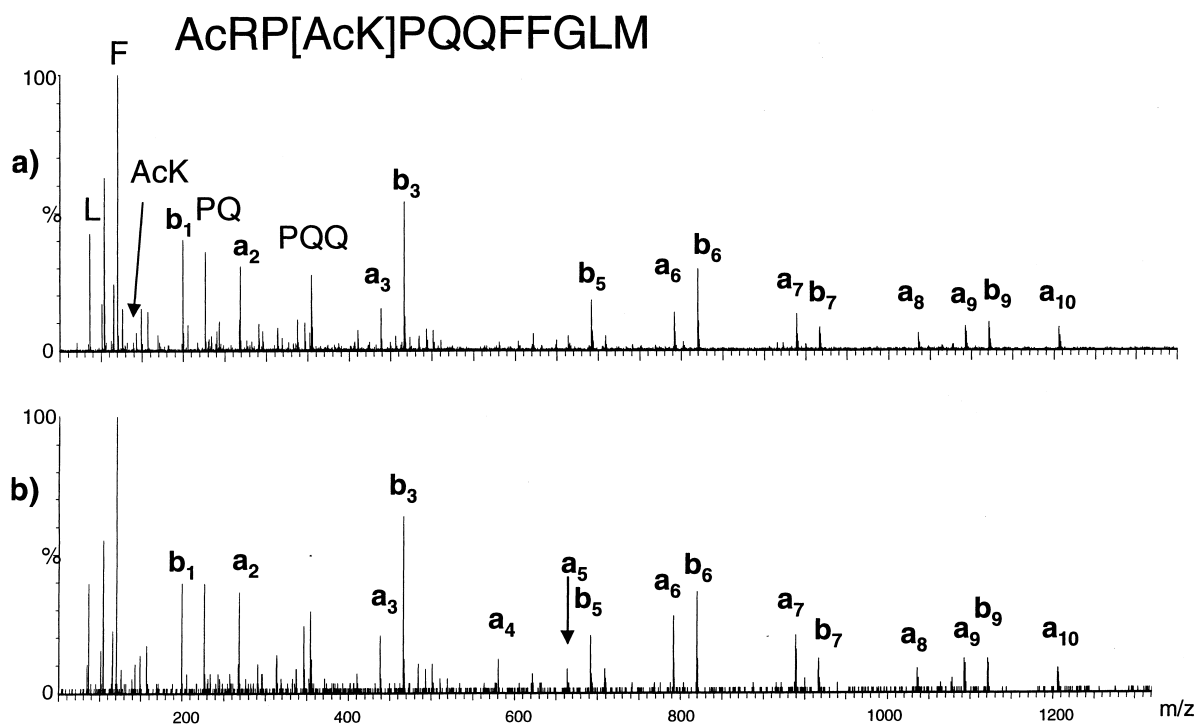 AcRP[AcK]PQQFFGLM
F
100
a)
AcK
%
L
b1
PQ
a2
PQQ
a3
b3
b5
a6
b6
a7
b7
a8
a9
b9
a10
0
100
b)
%
b1
a2
a3
b3
a4
a5
b5
a6
b6
a7
b7
a8
a9
b9
a10
0
200
400
600
800
1000
1200
m/z